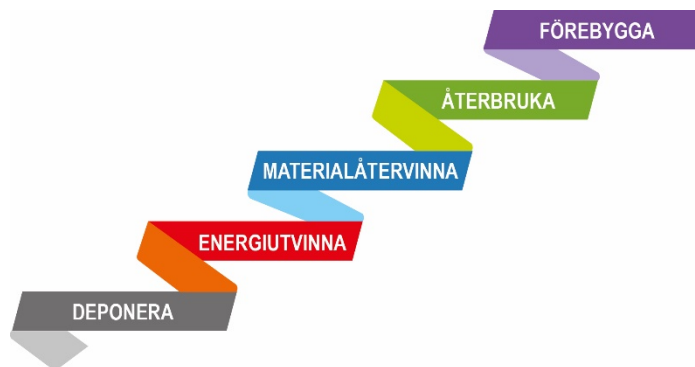 FÖREBYGGA
ÅTERBRUKA
MATERIALÅTERVINNA
ENERGIUTVINNA
DEPONERA